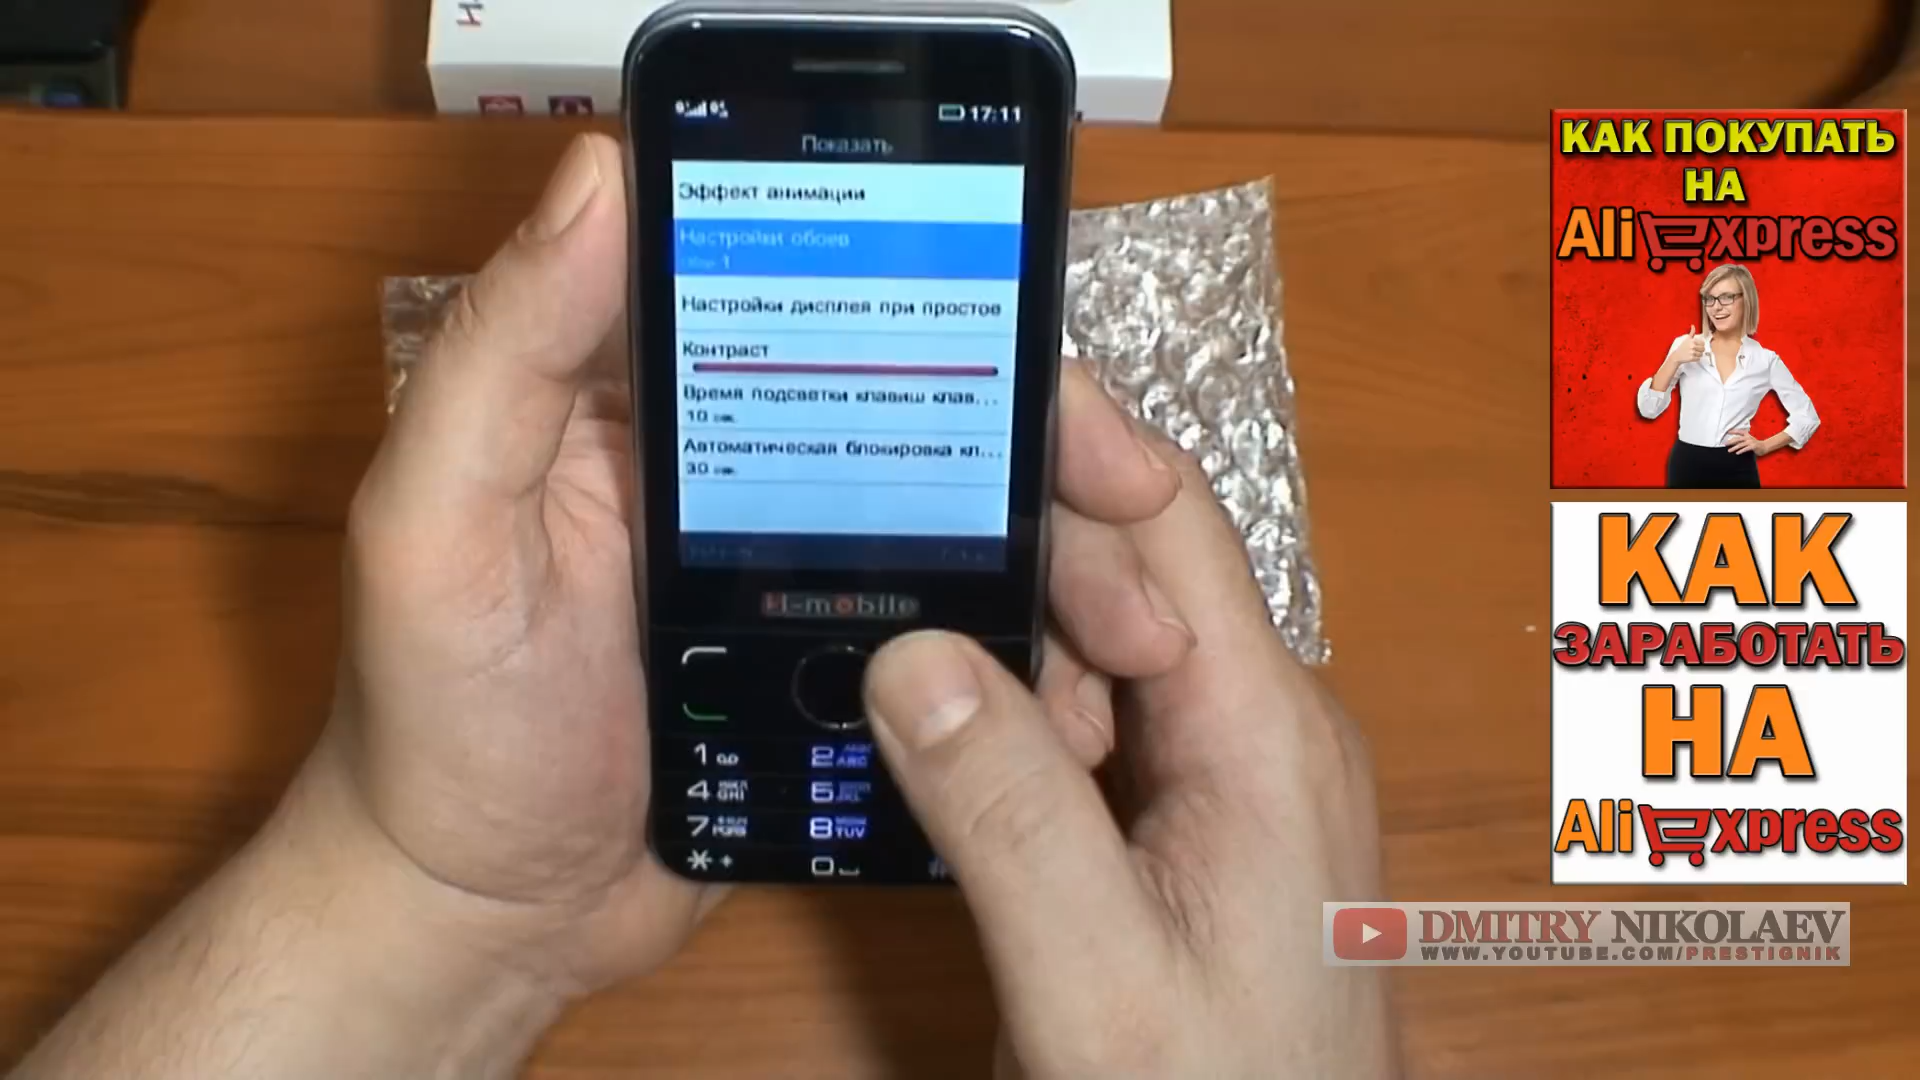 17:11
Показать
Эффект анимации
Настройки обоев
1
Настройки дисплея при простое
Контраст
Время подсветки клавиш клав...
10 сек.
Автоматическая блокировка кл...
30 сек.
H-mobile
1
2 ABC
4 GHI
5 JKL
7 PQRS
8 TUV
* +
0
#
КАК ПОКУПАТЬ
НА
AliExpress
КАК
ЗАРАБОТАТЬ
НА
AliExpress
DMITRY NIKOLAEV
WWW.YOUTUBE.COM/PRESTIGNIK